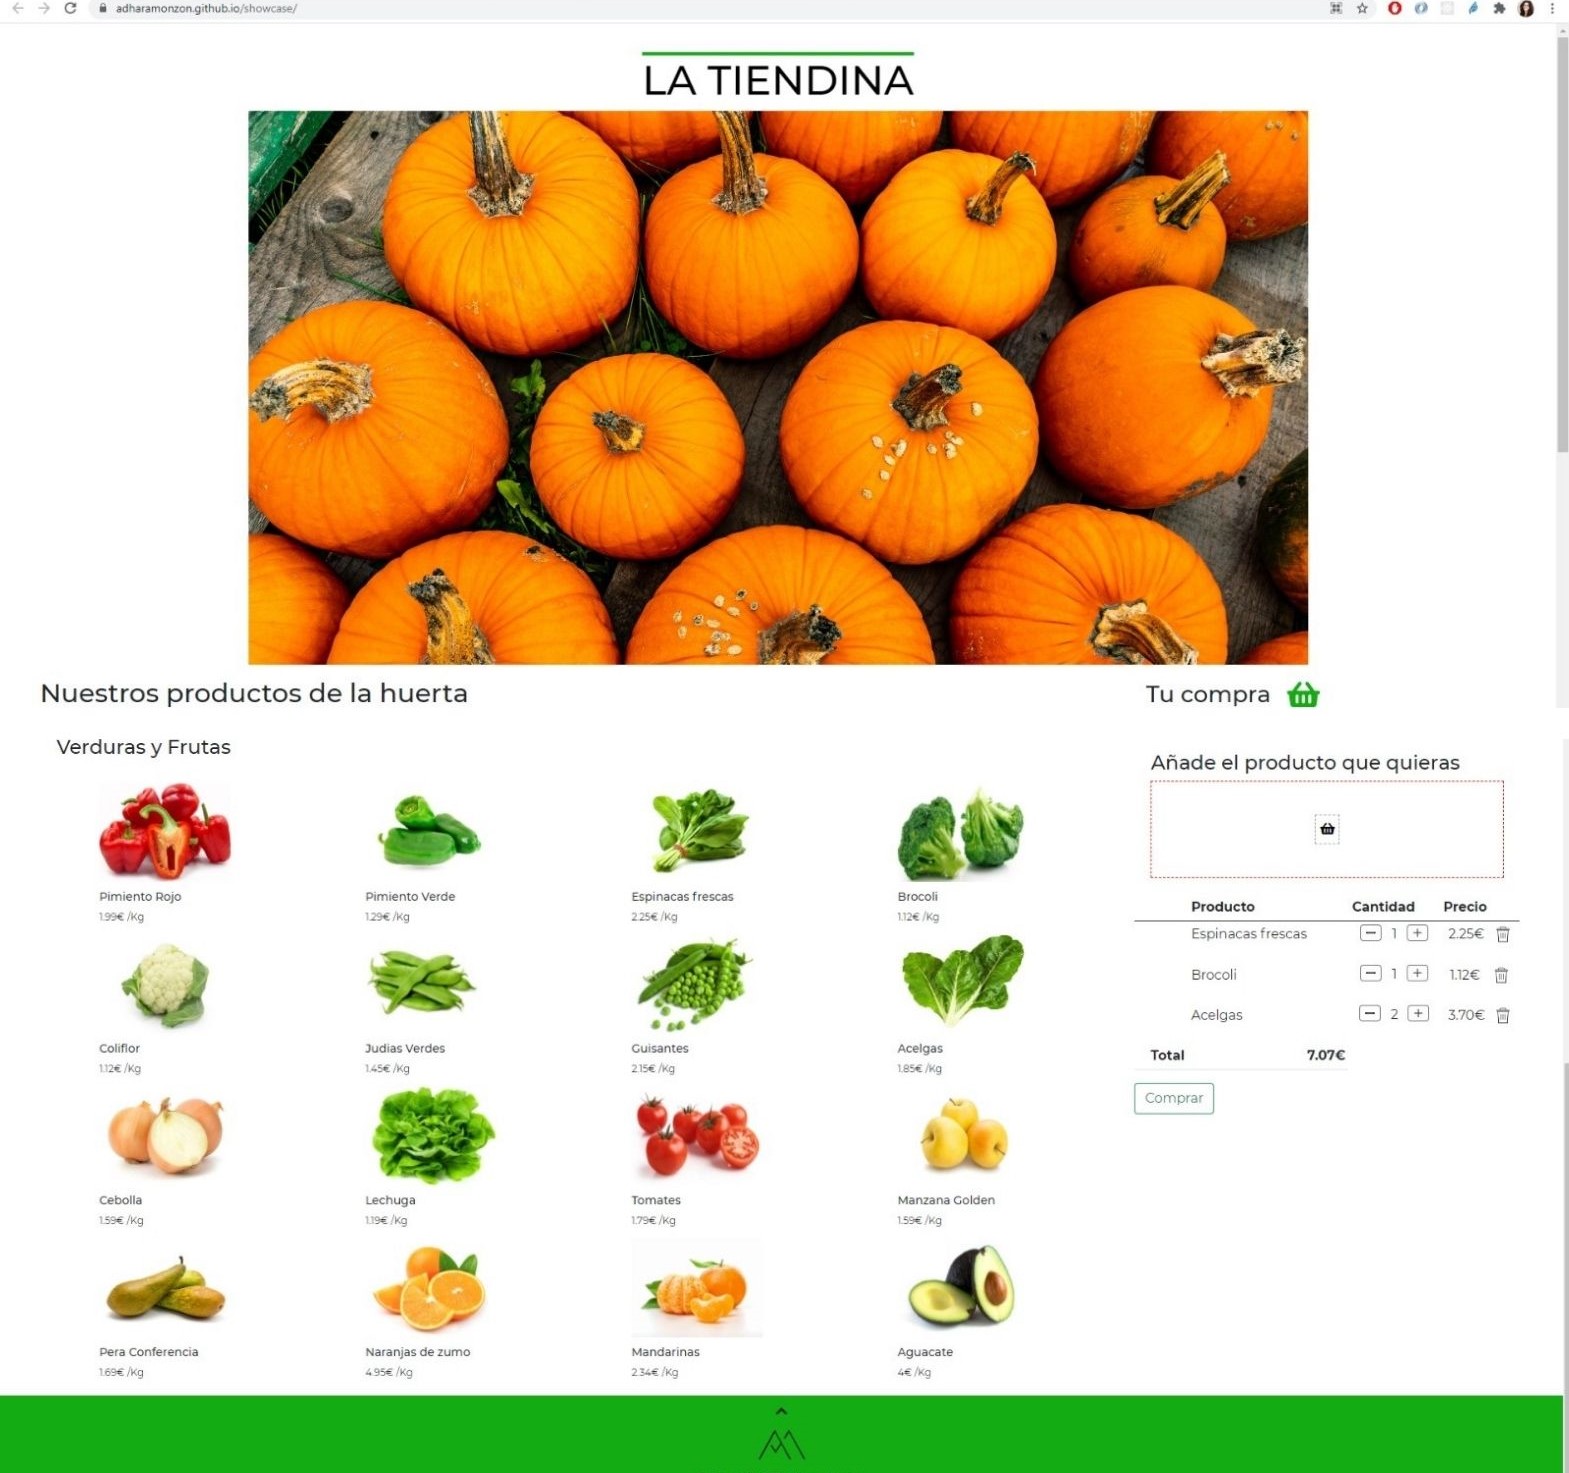 adharamonzon.github.io/showcase/
LA TIENDINA
Nuestros productos de la huerta
Tu compra
Verduras y Frutas
Añade el producto que quieras
Pimiento Rojo
1.99€ /Kg
Pimiento Verde
1.29€ /Kg
Espinacas frescas
2.25€ /Kg
Brocoli
1.12€ /Kg
Coliflor
1.12€ /Kg
Judias Verdes
1.45€ /Kg
Guisantes
2.15€ /Kg
Acelgas
1.85€ /Kg
Cebolla
1.59€ /Kg
Lechuga
1.19€ /Kg
Tomates
1.79€ /Kg
Manzana Golden
1.59€ /Kg
Pera Conferencia
1.69€ /Kg
Naranjas de zumo
4.95€ /Kg
Mandarinas
2.34€ /Kg
Aguacate
4€ /Kg
Producto Cantidad Precio
Espinacas frescas − 1 + 2.25€
Brocoli − 1 + 1.12€
Acelgas − 2 + 3.70€
Total 7.07€
Comprar